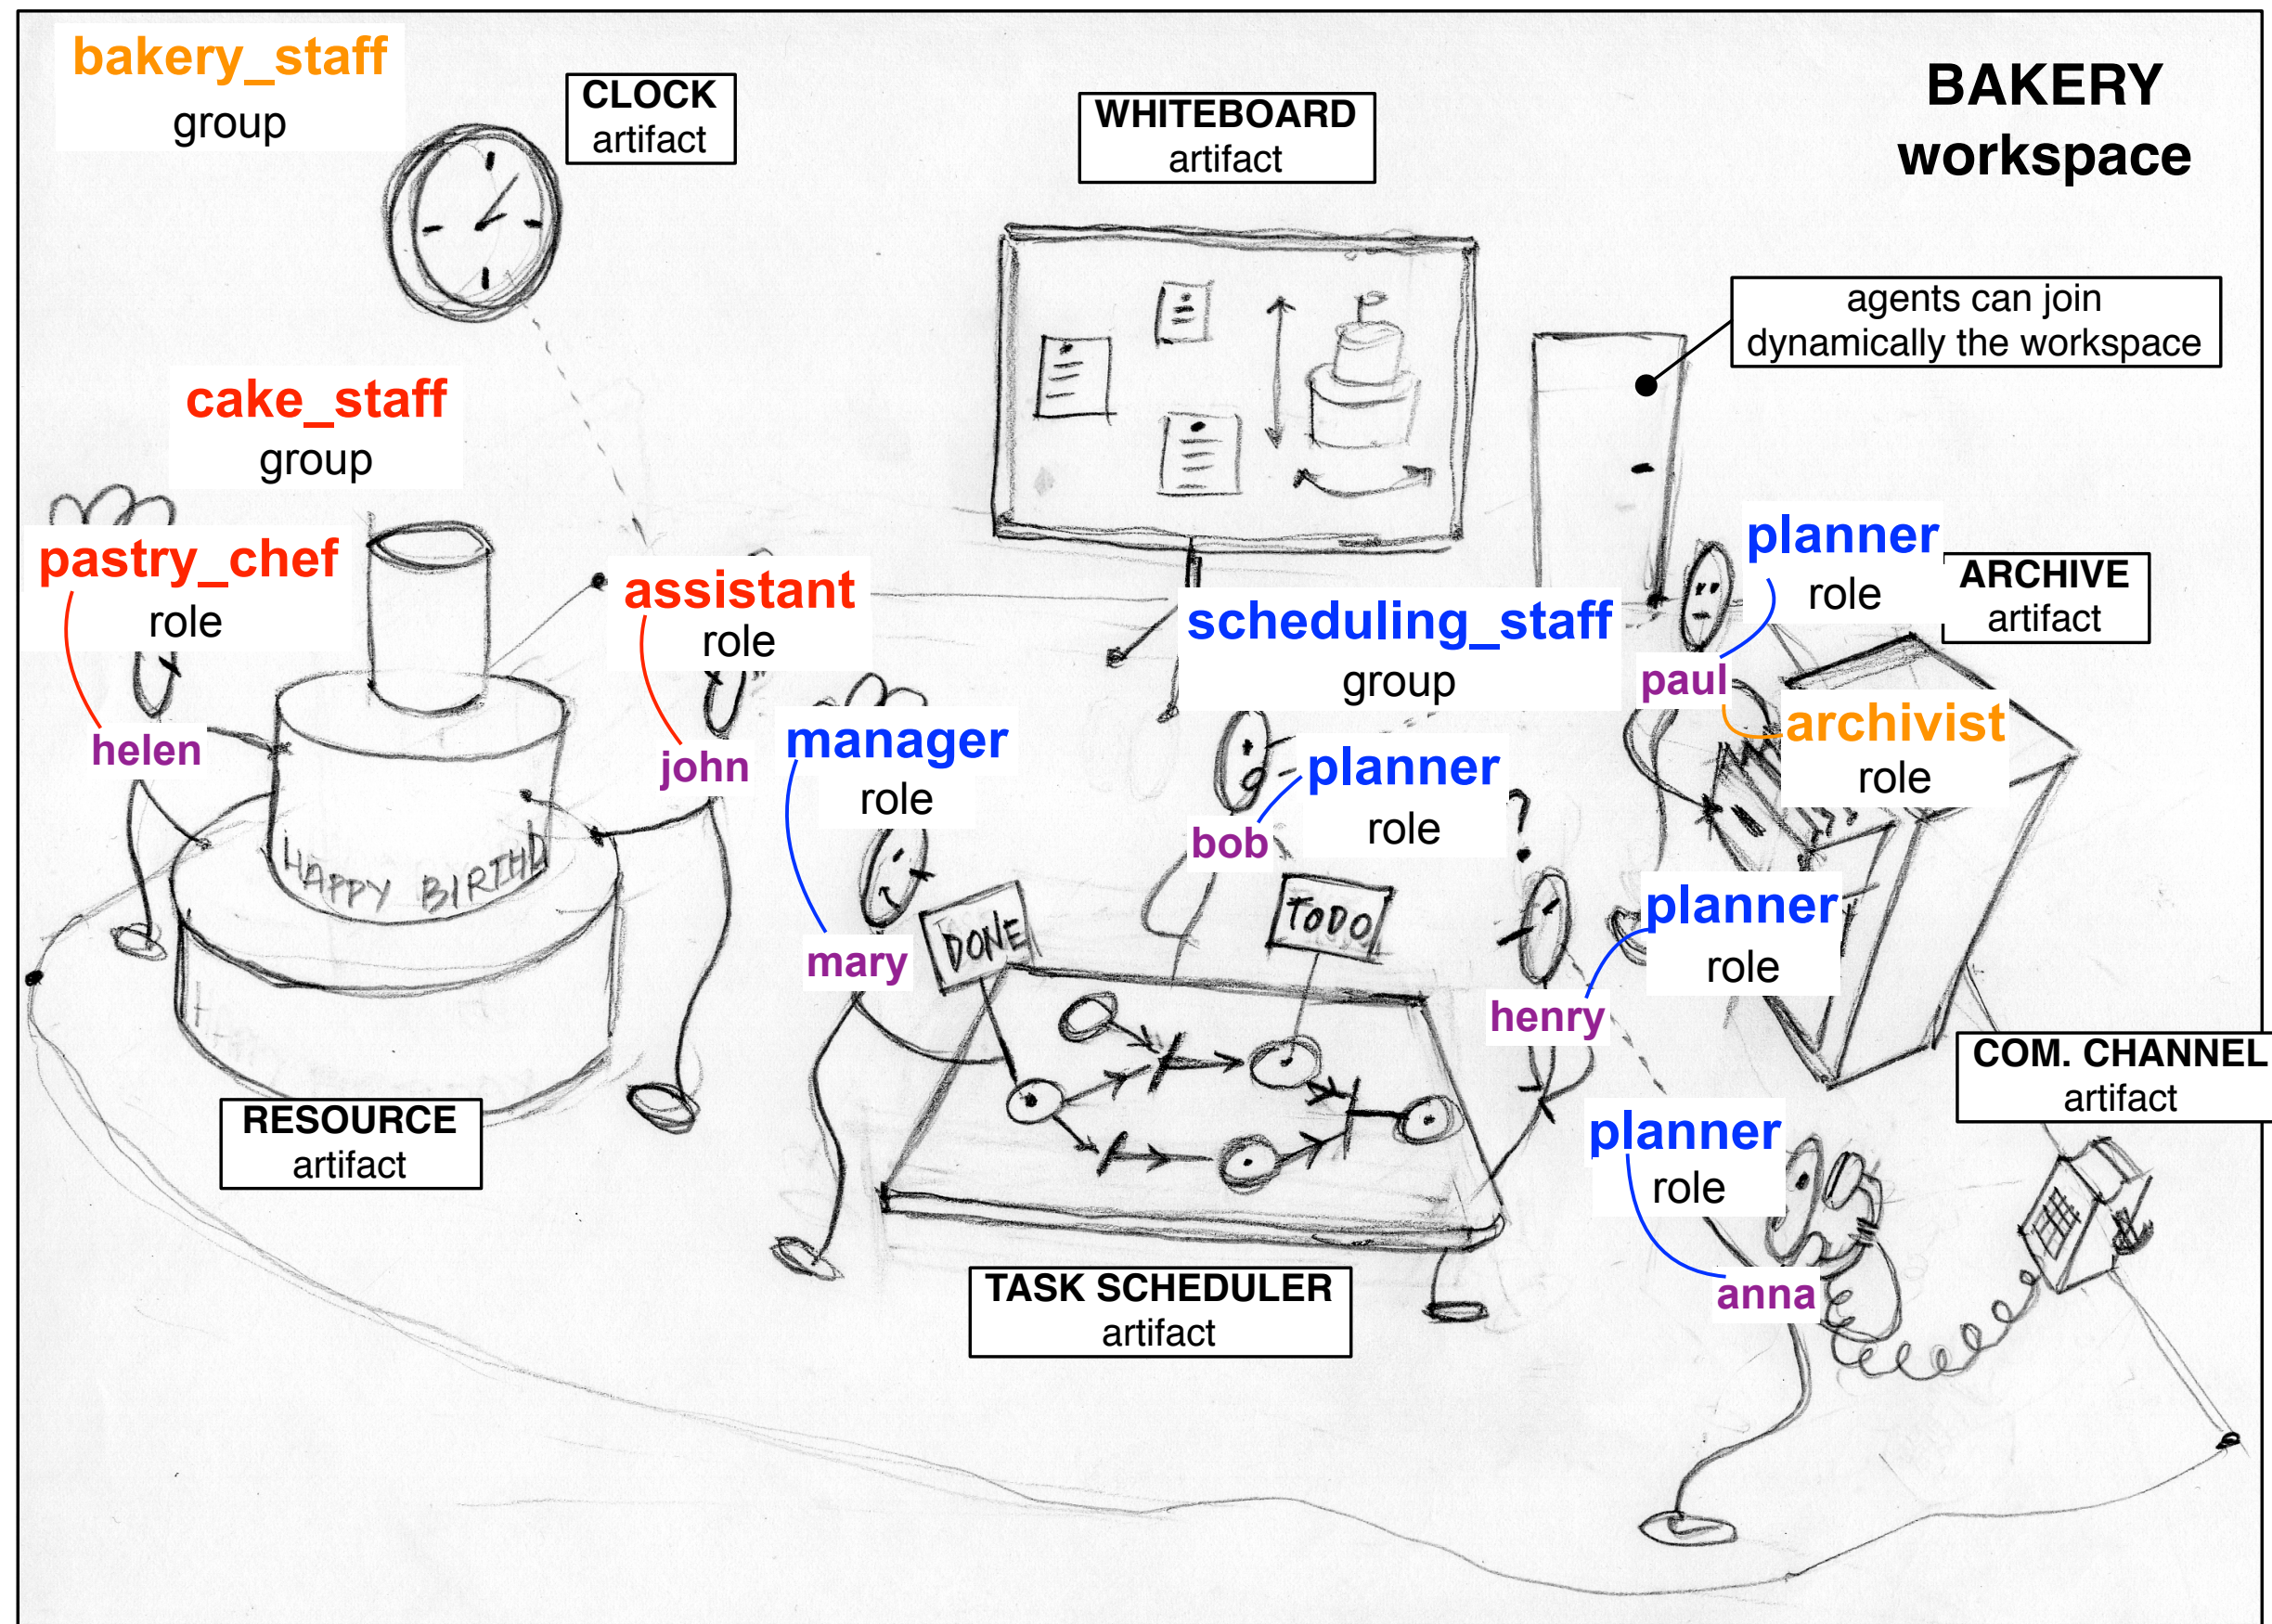 bakery_staff
group
CLOCK
artifact
WHITEBOARD
artifact
BAKERY
workspace
agents can join
dynamically the workspace
cake_staff
group
pastry_chef
role
helen
assistant
role
john
manager
role
mary
scheduling_staff
group
planner
role
bob
planner
role
paul
archivist
role
ARCHIVE
artifact
planner
role
henry
HAPPY BIRTHD
DONE
TODO
?
RESOURCE
artifact
TASK SCHEDULER
artifact
planner
role
anna
COM. CHANNEL
artifact